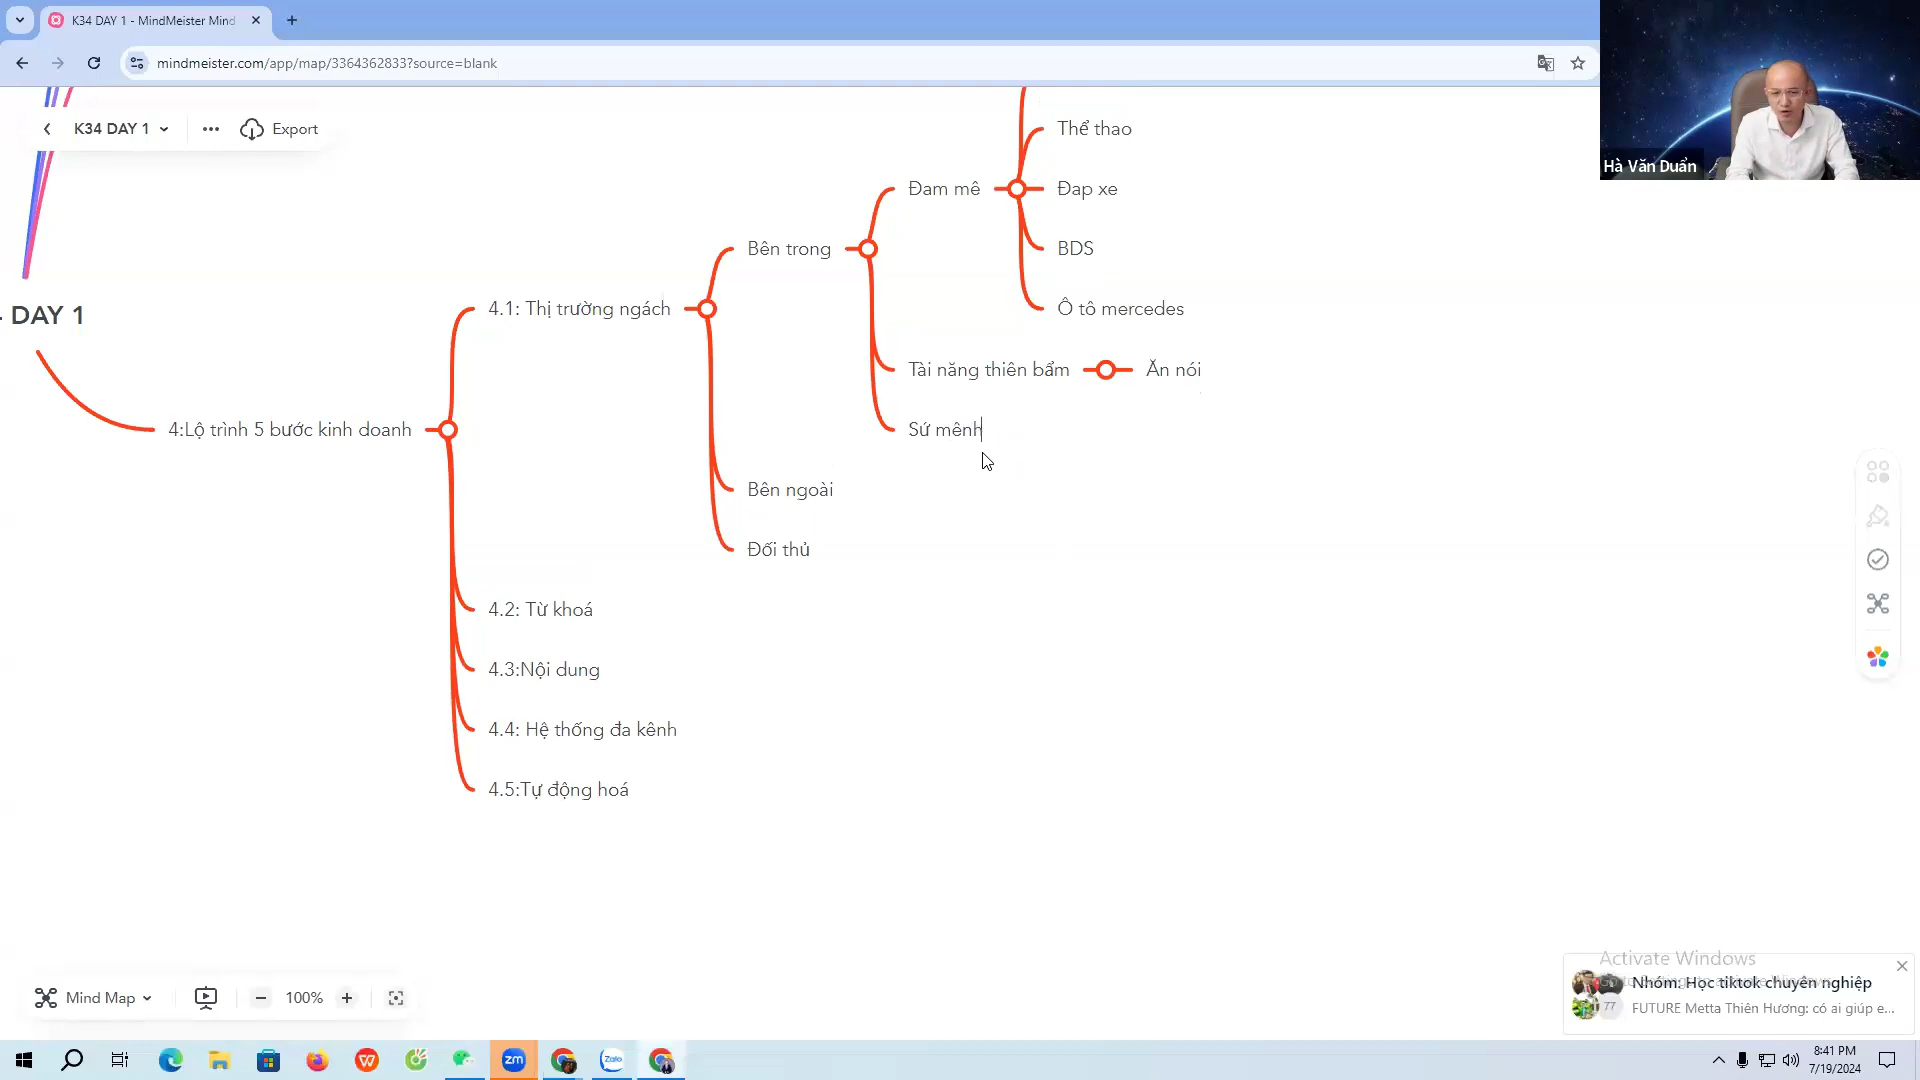 K34 DAY 1 - MindMeister Mind
mindmeister.com/app/map/3364362833?source=blank
K34 DAY 1
Export
Hà Văn Duẩn
Thể thao
Đam mê
Đap xe
Bên trong
BDS
4.1: Thị trường ngách
Ô tô mercedes
DAY 1
Tài năng thiên bẩm
Ăn nói
4:Lộ trình 5 bước kinh doanh
Sứ mênh
Bên ngoài
Đối thủ
4.2: Từ khoá
4.3:Nội dung
4.4: Hệ thống đa kênh
4.5:Tự động hoá
Activate Windows
Nhóm: Học tiktok chuyên nghiệp
77
FUTURE Metta Thiên Hương: có ai giúp e...
Mind Map
100%
zm
Zalo
8:41 PM
7/19/2024